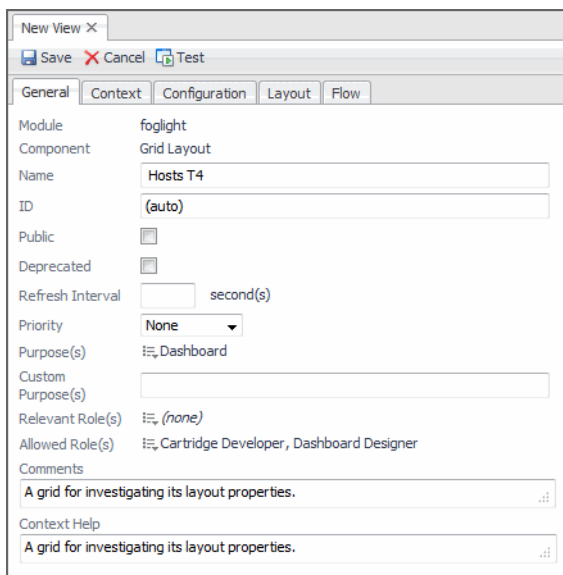 New View
Save Cancel Test
General Context Configuration Layout Flow
Module foglight
Component Grid Layout
Name Hosts T4
ID (auto)
Public
Deprecated
Refresh Interval second(s)
Priority None
Purpose(s) Dashboard
Custom
Purpose(s)
Relevant Role(s) (none)
Allowed Role(s) Cartridge Developer, Dashboard Designer
Comments
A grid for investigating its layout properties.
Context Help
A grid for investigating its layout properties.